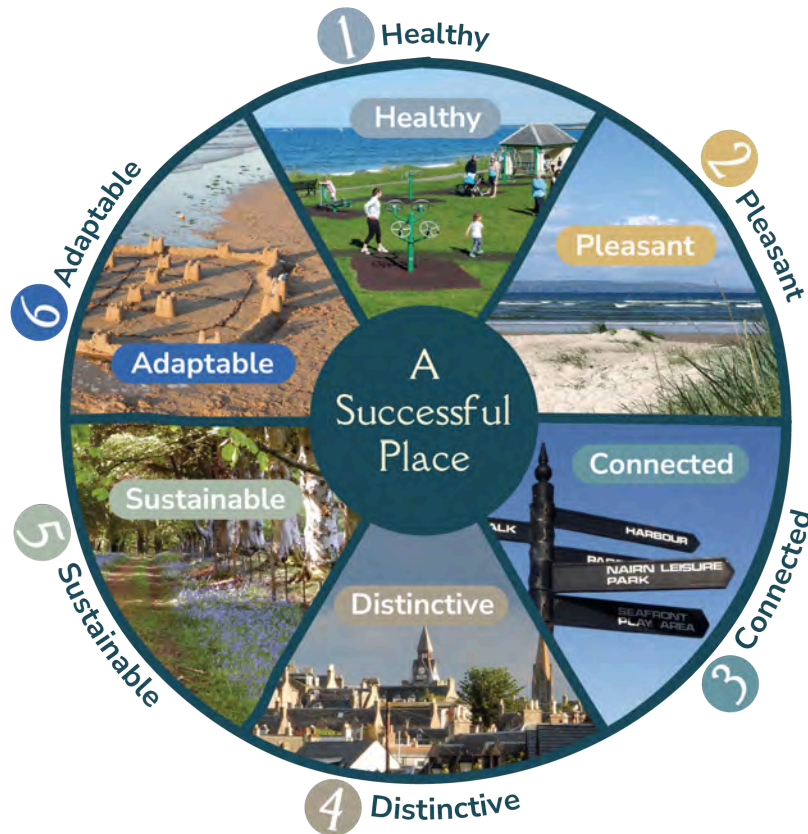 1 Healthy
Healthy
2 Pleasant
Pleasant
3 Connected
Connected
ALK
HARBOUR
NAIRN LEISURE
PARK
SEAFRONT
PLAY AREA
4 Distinctive
Distinctive
5 Sustainable
Sustainable
6 Adaptable
Adaptable
A
Successful
Place